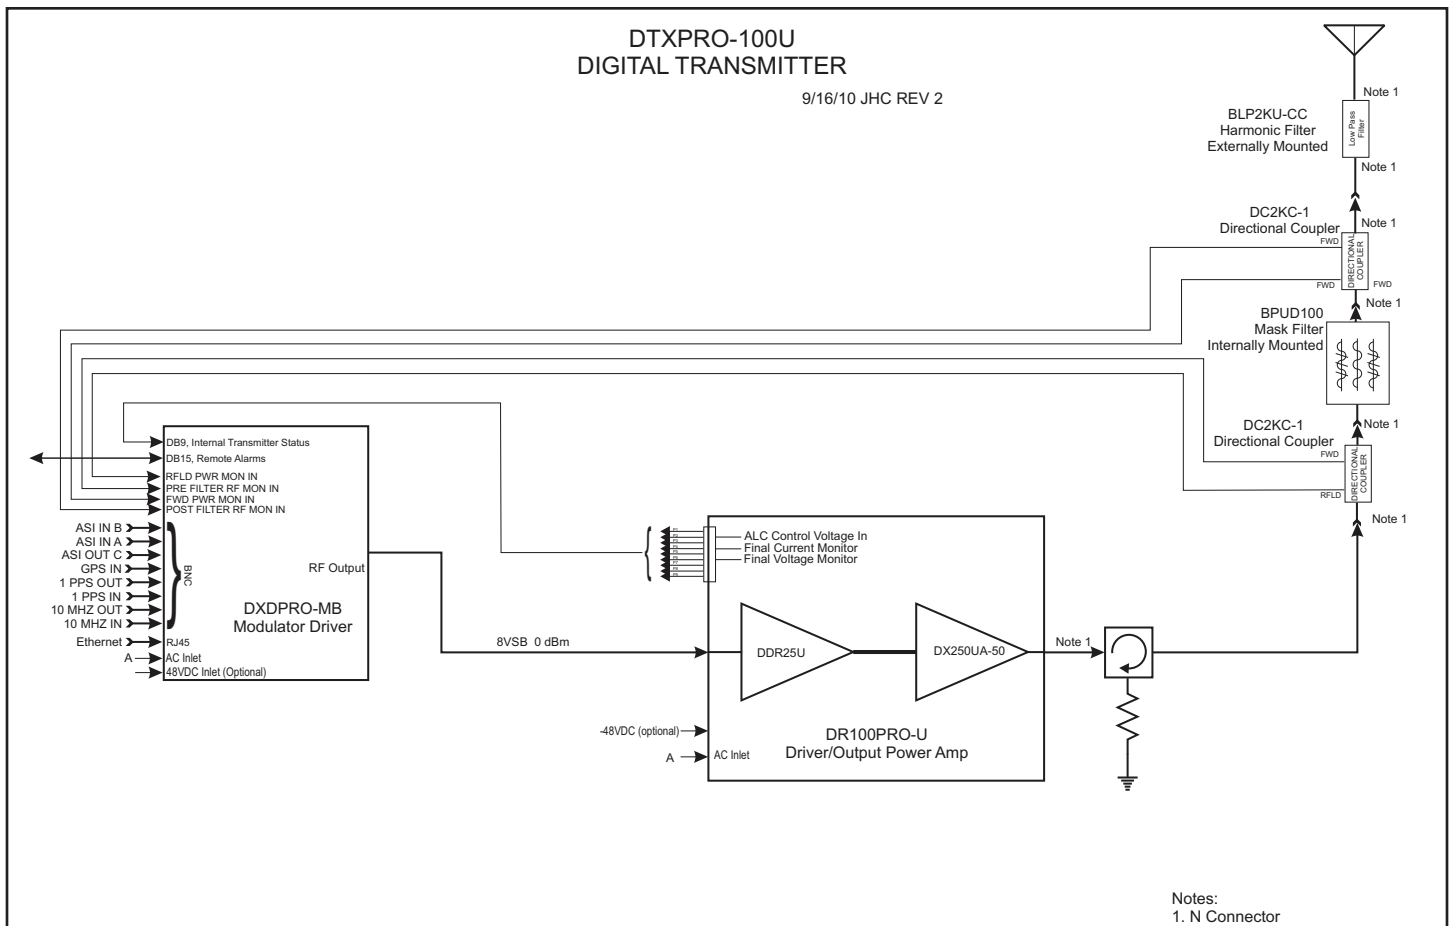 DTXPRO-100U
DIGITAL TRANSMITTER
9/16/10 JHC REV 2
Note 1
BLP2KU-CC
Harmonic Filter
Externally Mounted
Low Pass
Filter
Note 1
DC2KC-1
Directional Coupler
Note 1
FWD
DIRECTIONAL
COUPLER
FWD
FWD
Note 1
BPUD100
Mask Filter
Internally Mounted
DC2KC-1
Directional Coupler
Note 1
FWD
DIRECTIONAL
COUPLER
RFLD
Note 1
DB9, Internal Transmitter Status
DB15, Remote Alarms
RFLD PWR MON IN
PRE FILTER RF MON IN
FWD PWR MON IN
POST FILTER RF MON IN
ASI IN B
ASI IN A
ASI OUT C
GPS IN
1 PPS OUT
1 PPS IN
10 MHZ OUT
10 MHZ IN
BNC
Ethernet
RJ45
A
AC Inlet
48VDC Inlet (Optional)
RF Output
DXDPRO-MB
Modulator Driver
8VSB 0 dBm
ALC Control Voltage In
Final Current Monitor
Final Voltage Monitor
DDR25U
DX250UA-50
Note 1
-48VDC (optional)
A
AC Inlet
DR100PRO-U
Driver/Output Power Amp
Notes:
1. N Connector